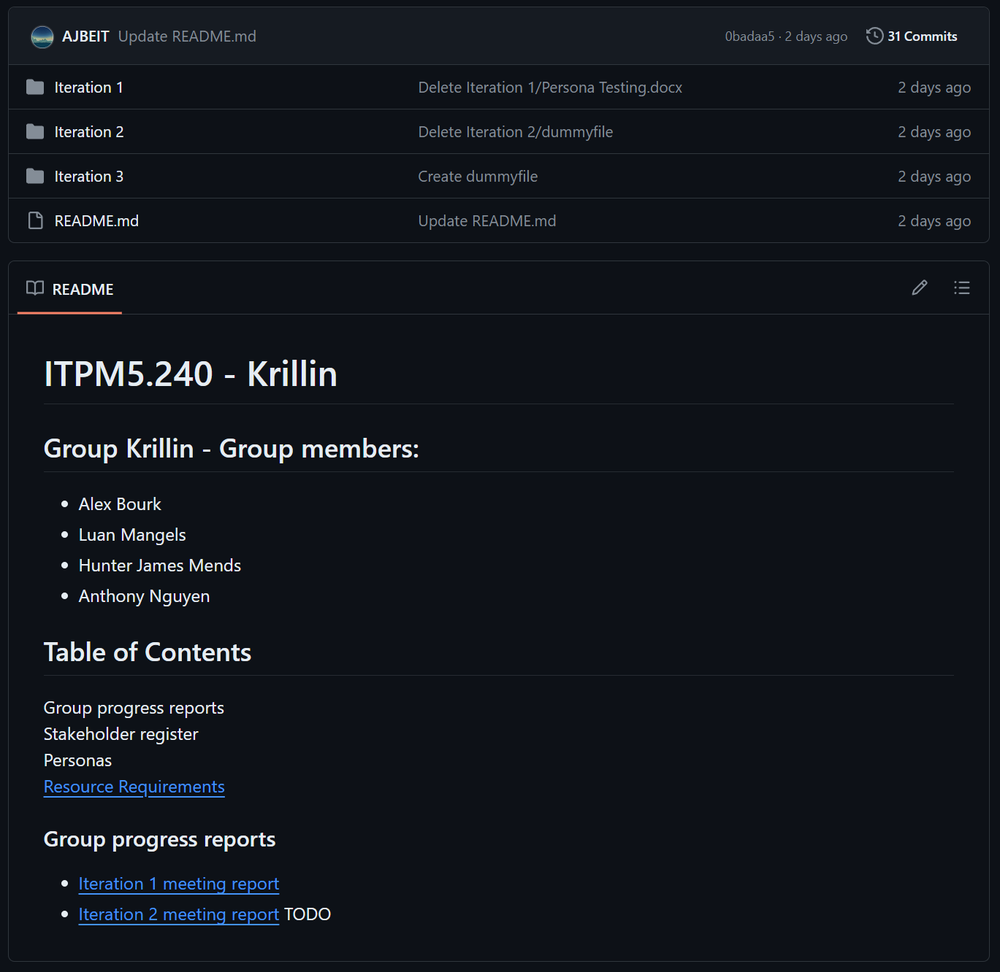 AJBEIT Update README.md 0badaa5 · 2 days ago 31 Commits
Iteration 1 Delete Iteration 1/Persona Testing.docx 2 days ago
Iteration 2 Delete Iteration 2/dummyfile 2 days ago
Iteration 3 Create dummyfile 2 days ago
README.md Update README.md 2 days ago
README
ITPM5.240 - Krillin
Group Krillin - Group members:
• Alex Bourk
• Luan Mangels
• Hunter James Mends
• Anthony Nguyen
Table of Contents
Group progress reports
Stakeholder register
Personas
Resource Requirements
Group progress reports
• Iteration 1 meeting report
• Iteration 2 meeting report TODO